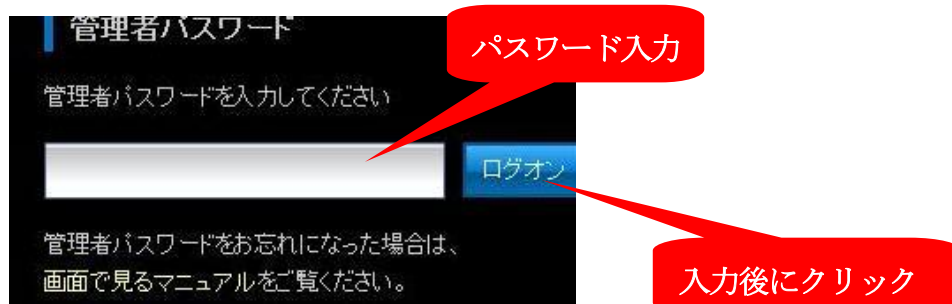 管理者パスワード
パスワード入力
管理者パスワードを入力してください
ログオン
管理者パスワードをお忘れになった場合は、
画面で見るマニュアルをご覧ください。
入力後にクリック